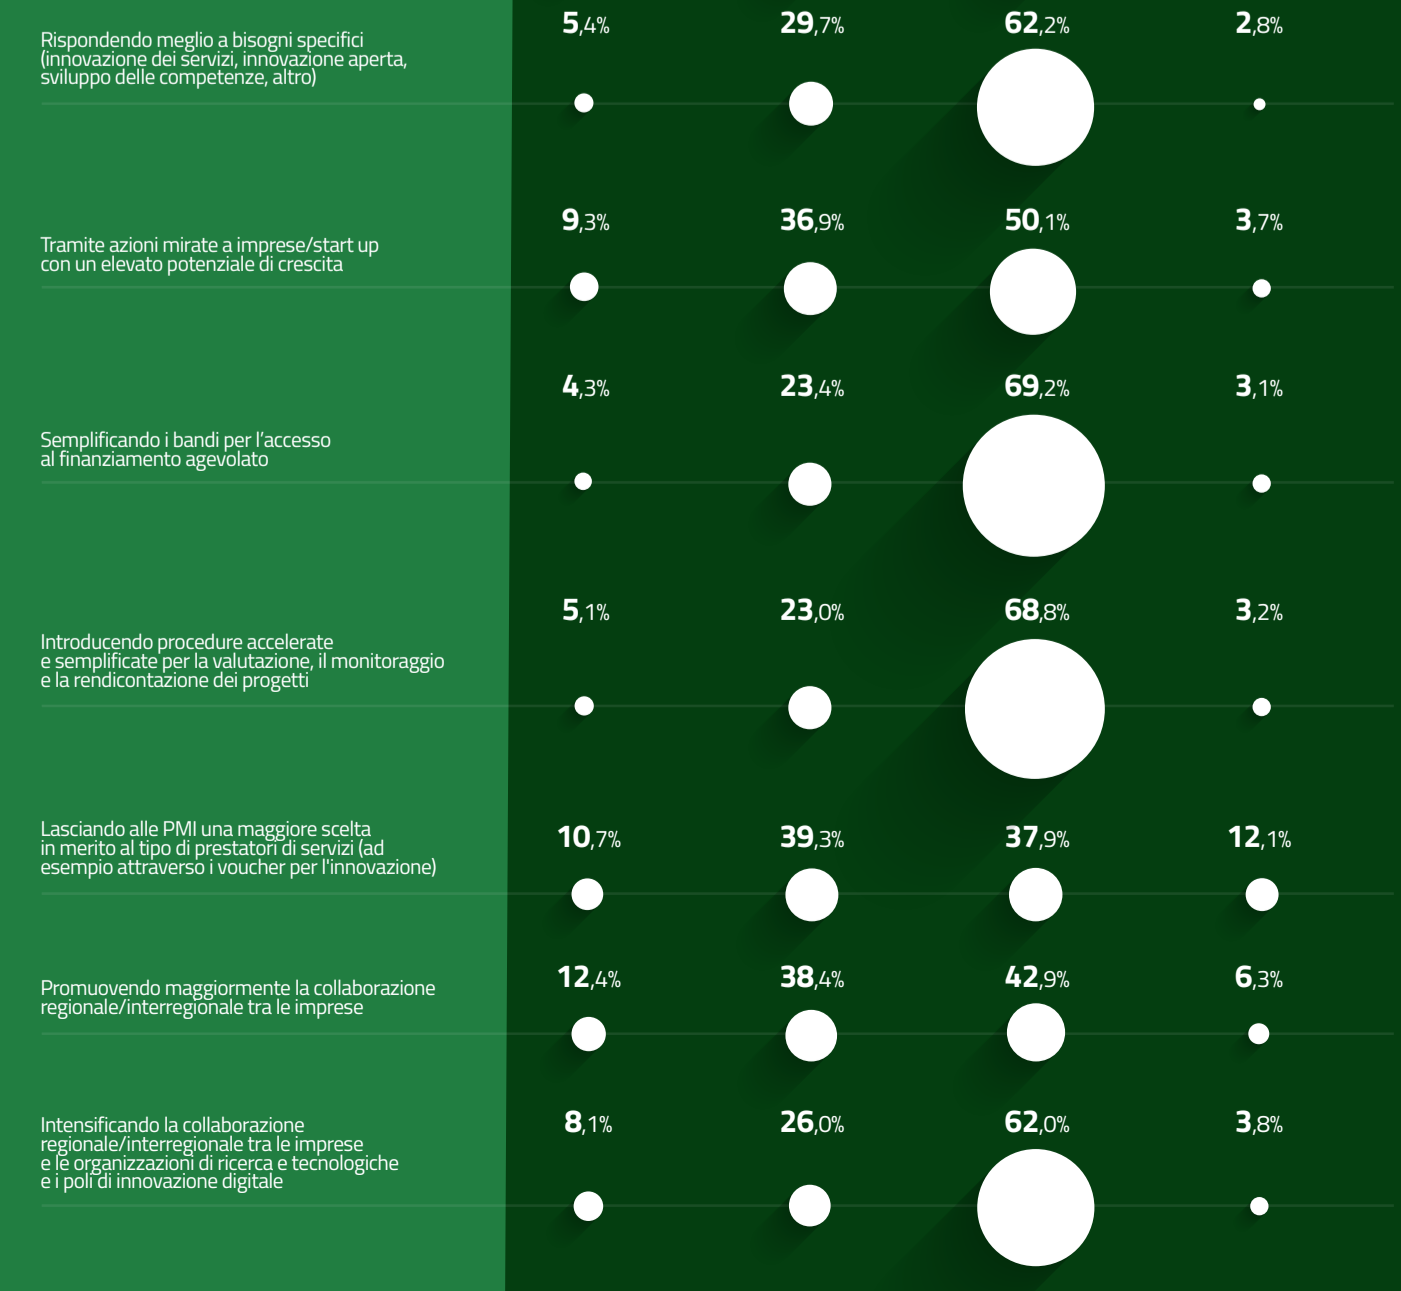 5,4% 29,7% 62,2% 2,8%
Rispondendo meglio a bisogni specifici
(innovazione dei servizi, innovazione aperta,
sviluppo delle competenze, altro)
9,3% 36,9% 50,1% 3,7%
Tramite azioni mirate a imprese/start up
con un elevato potenziale di crescita
4,3% 23,4% 69,2% 3,1%
Semplificando i bandi per l’accesso
al finanziamento agevolato
5,1% 23,0% 68,8% 3,2%
Introducendo procedure accelerate
e semplificate per la valutazione, il monitoraggio
e la rendicontazione dei progetti
Lasciando alle PMI una maggiore scelta
10,7% 39,3% 37,9% 12,1%
in merito al tipo di prestatori di servizi (ad
esempio attraverso i voucher per l'innovazione)
12,4% 38,4% 42,9% 6,3%
Promuovendo maggiormente la collaborazione
regionale/interregionale tra le imprese
8,1% 26,0% 62,0% 3,8%
Intensificando la collaborazione
regionale/interregionale tra le imprese
e le organizzazioni di ricerca e tecnologiche
e i poli di innovazione digitale